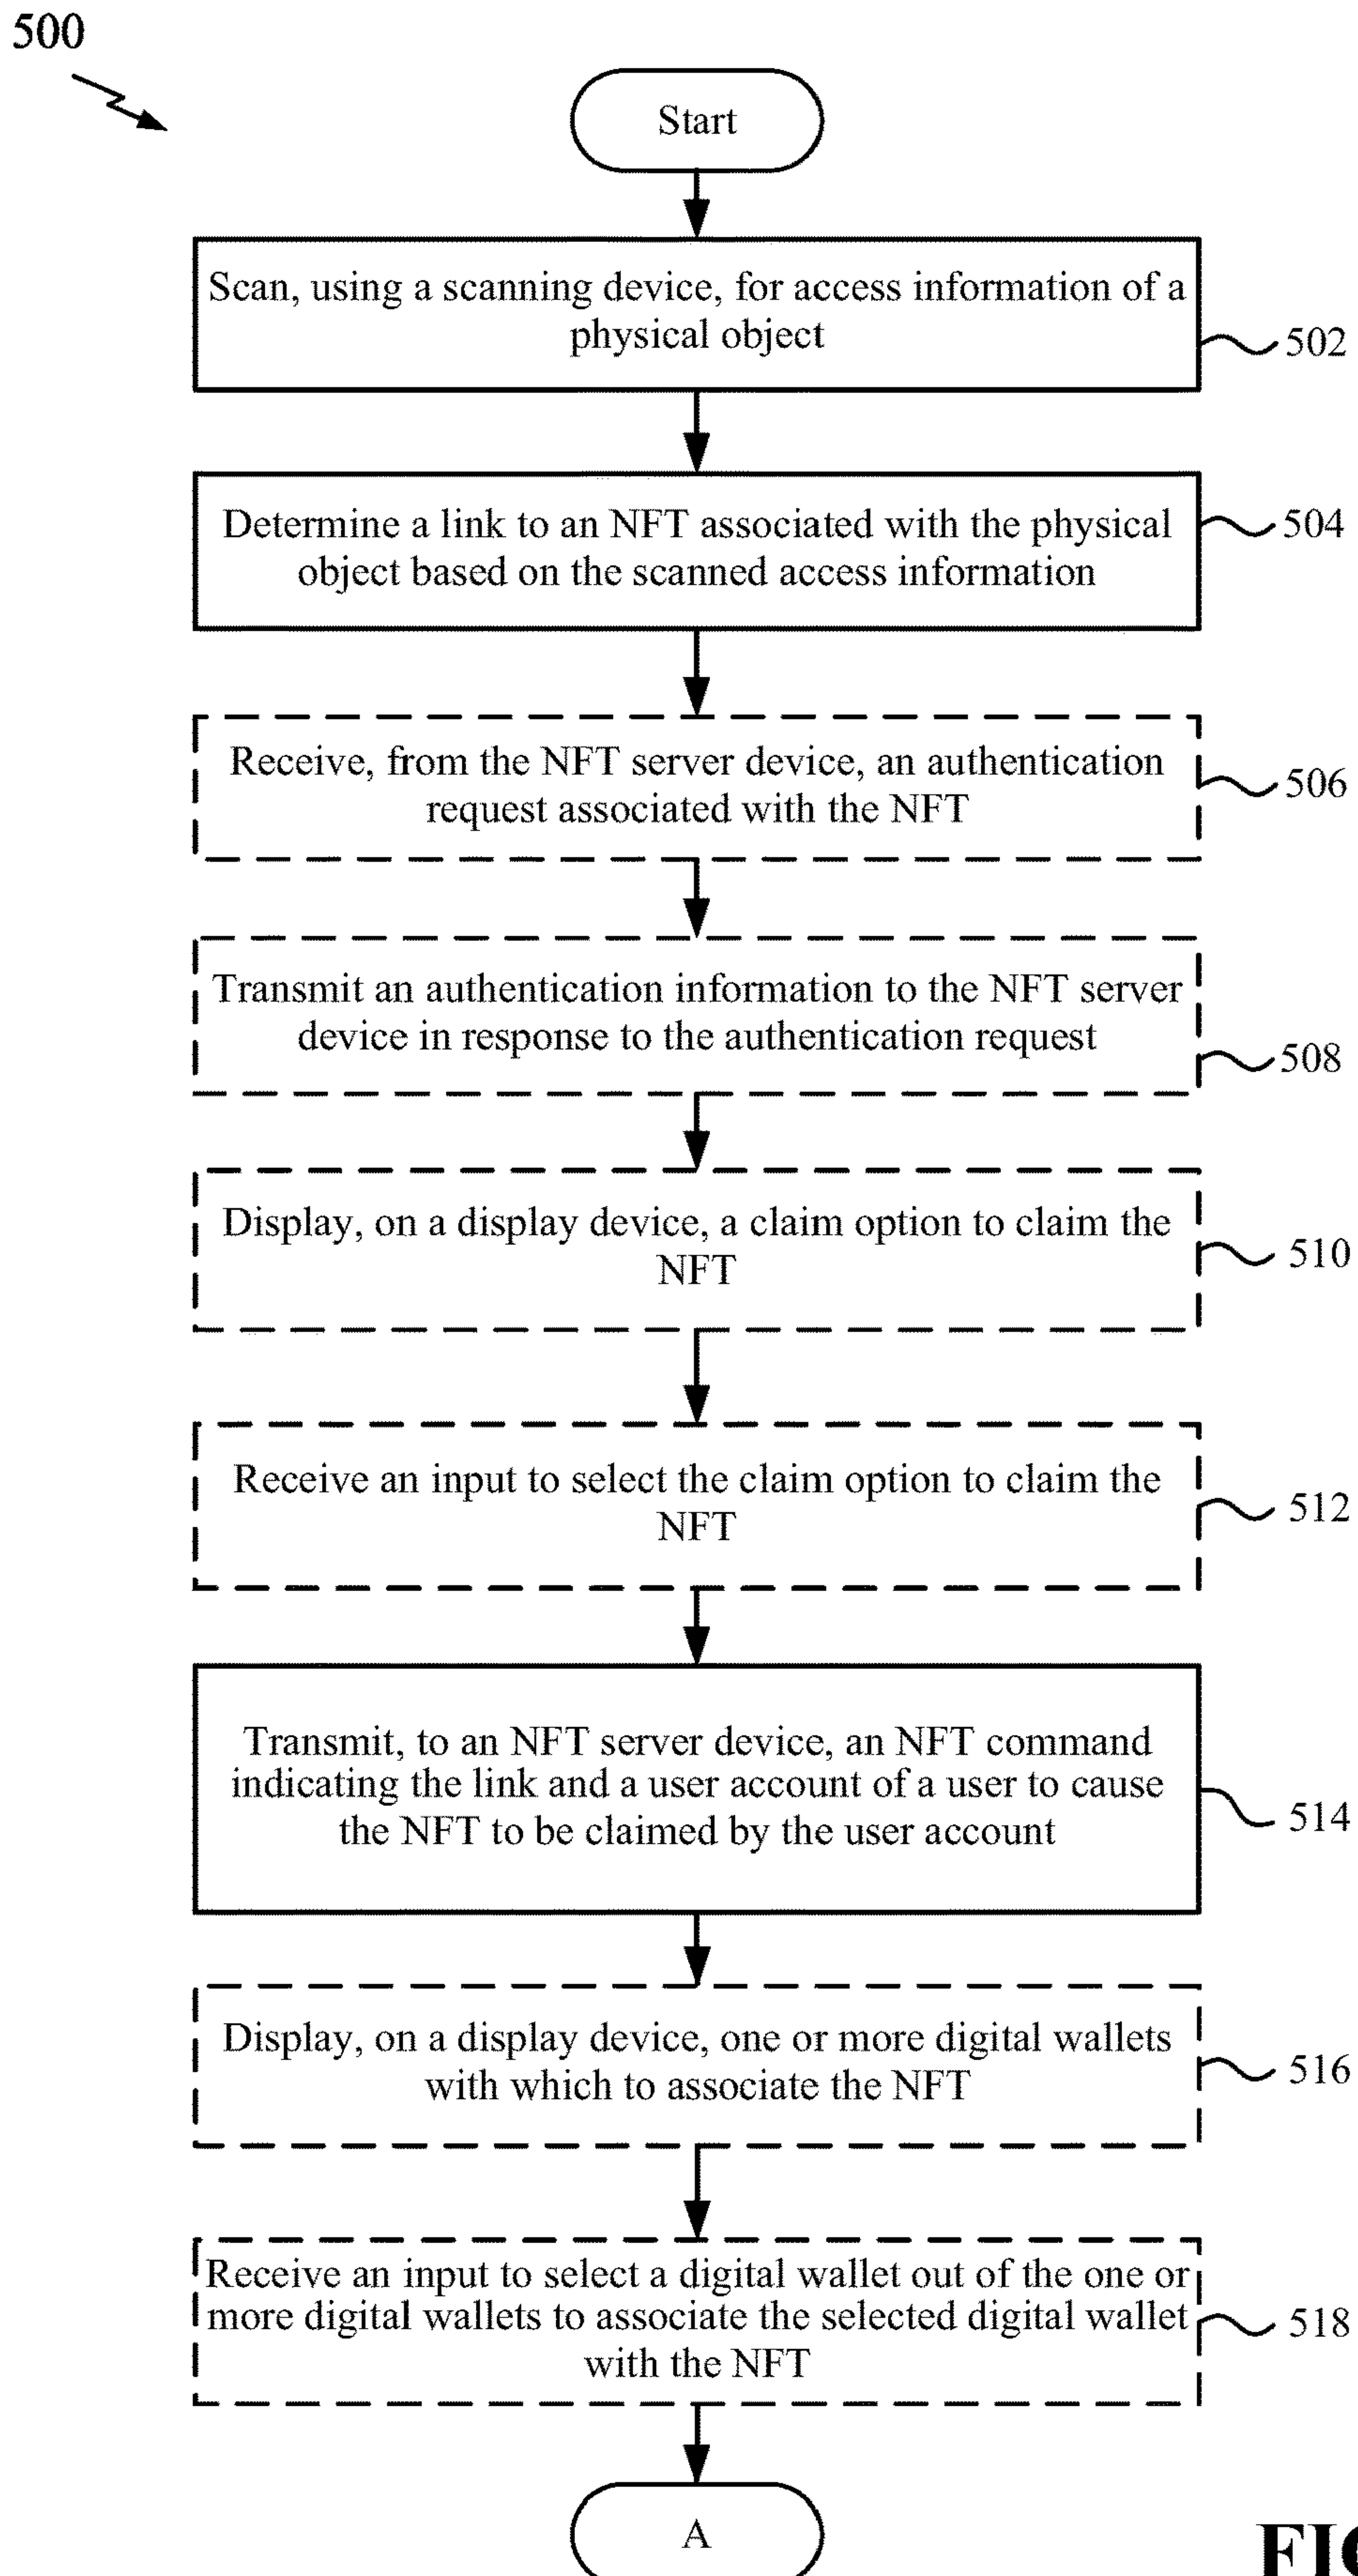 500
Start
Scan, using a scanning device, for access information of a
physical object
502
Determine a link to an NFT associated with the physical
object based on the scanned access information
504
Receive, from the NFT server device, an authentication
request associated with the NFT
506
Transmit an authentication information to the NFT server
device in response to the authentication request
508
Display, on a display device, a claim option to claim the
NFT
510
Receive an input to select the claim option to claim the
NFT
512
Transmit, to an NFT server device, an NFT command
indicating the link and a user account of a user to cause
the NFT to be claimed by the user account
514
Display, on a display device, one or more digital wallets
with which to associate the NFT
516
Receive an input to select a digital wallet out of the one or
more digital wallets to associate the selected digital wallet
with the NFT
518
A